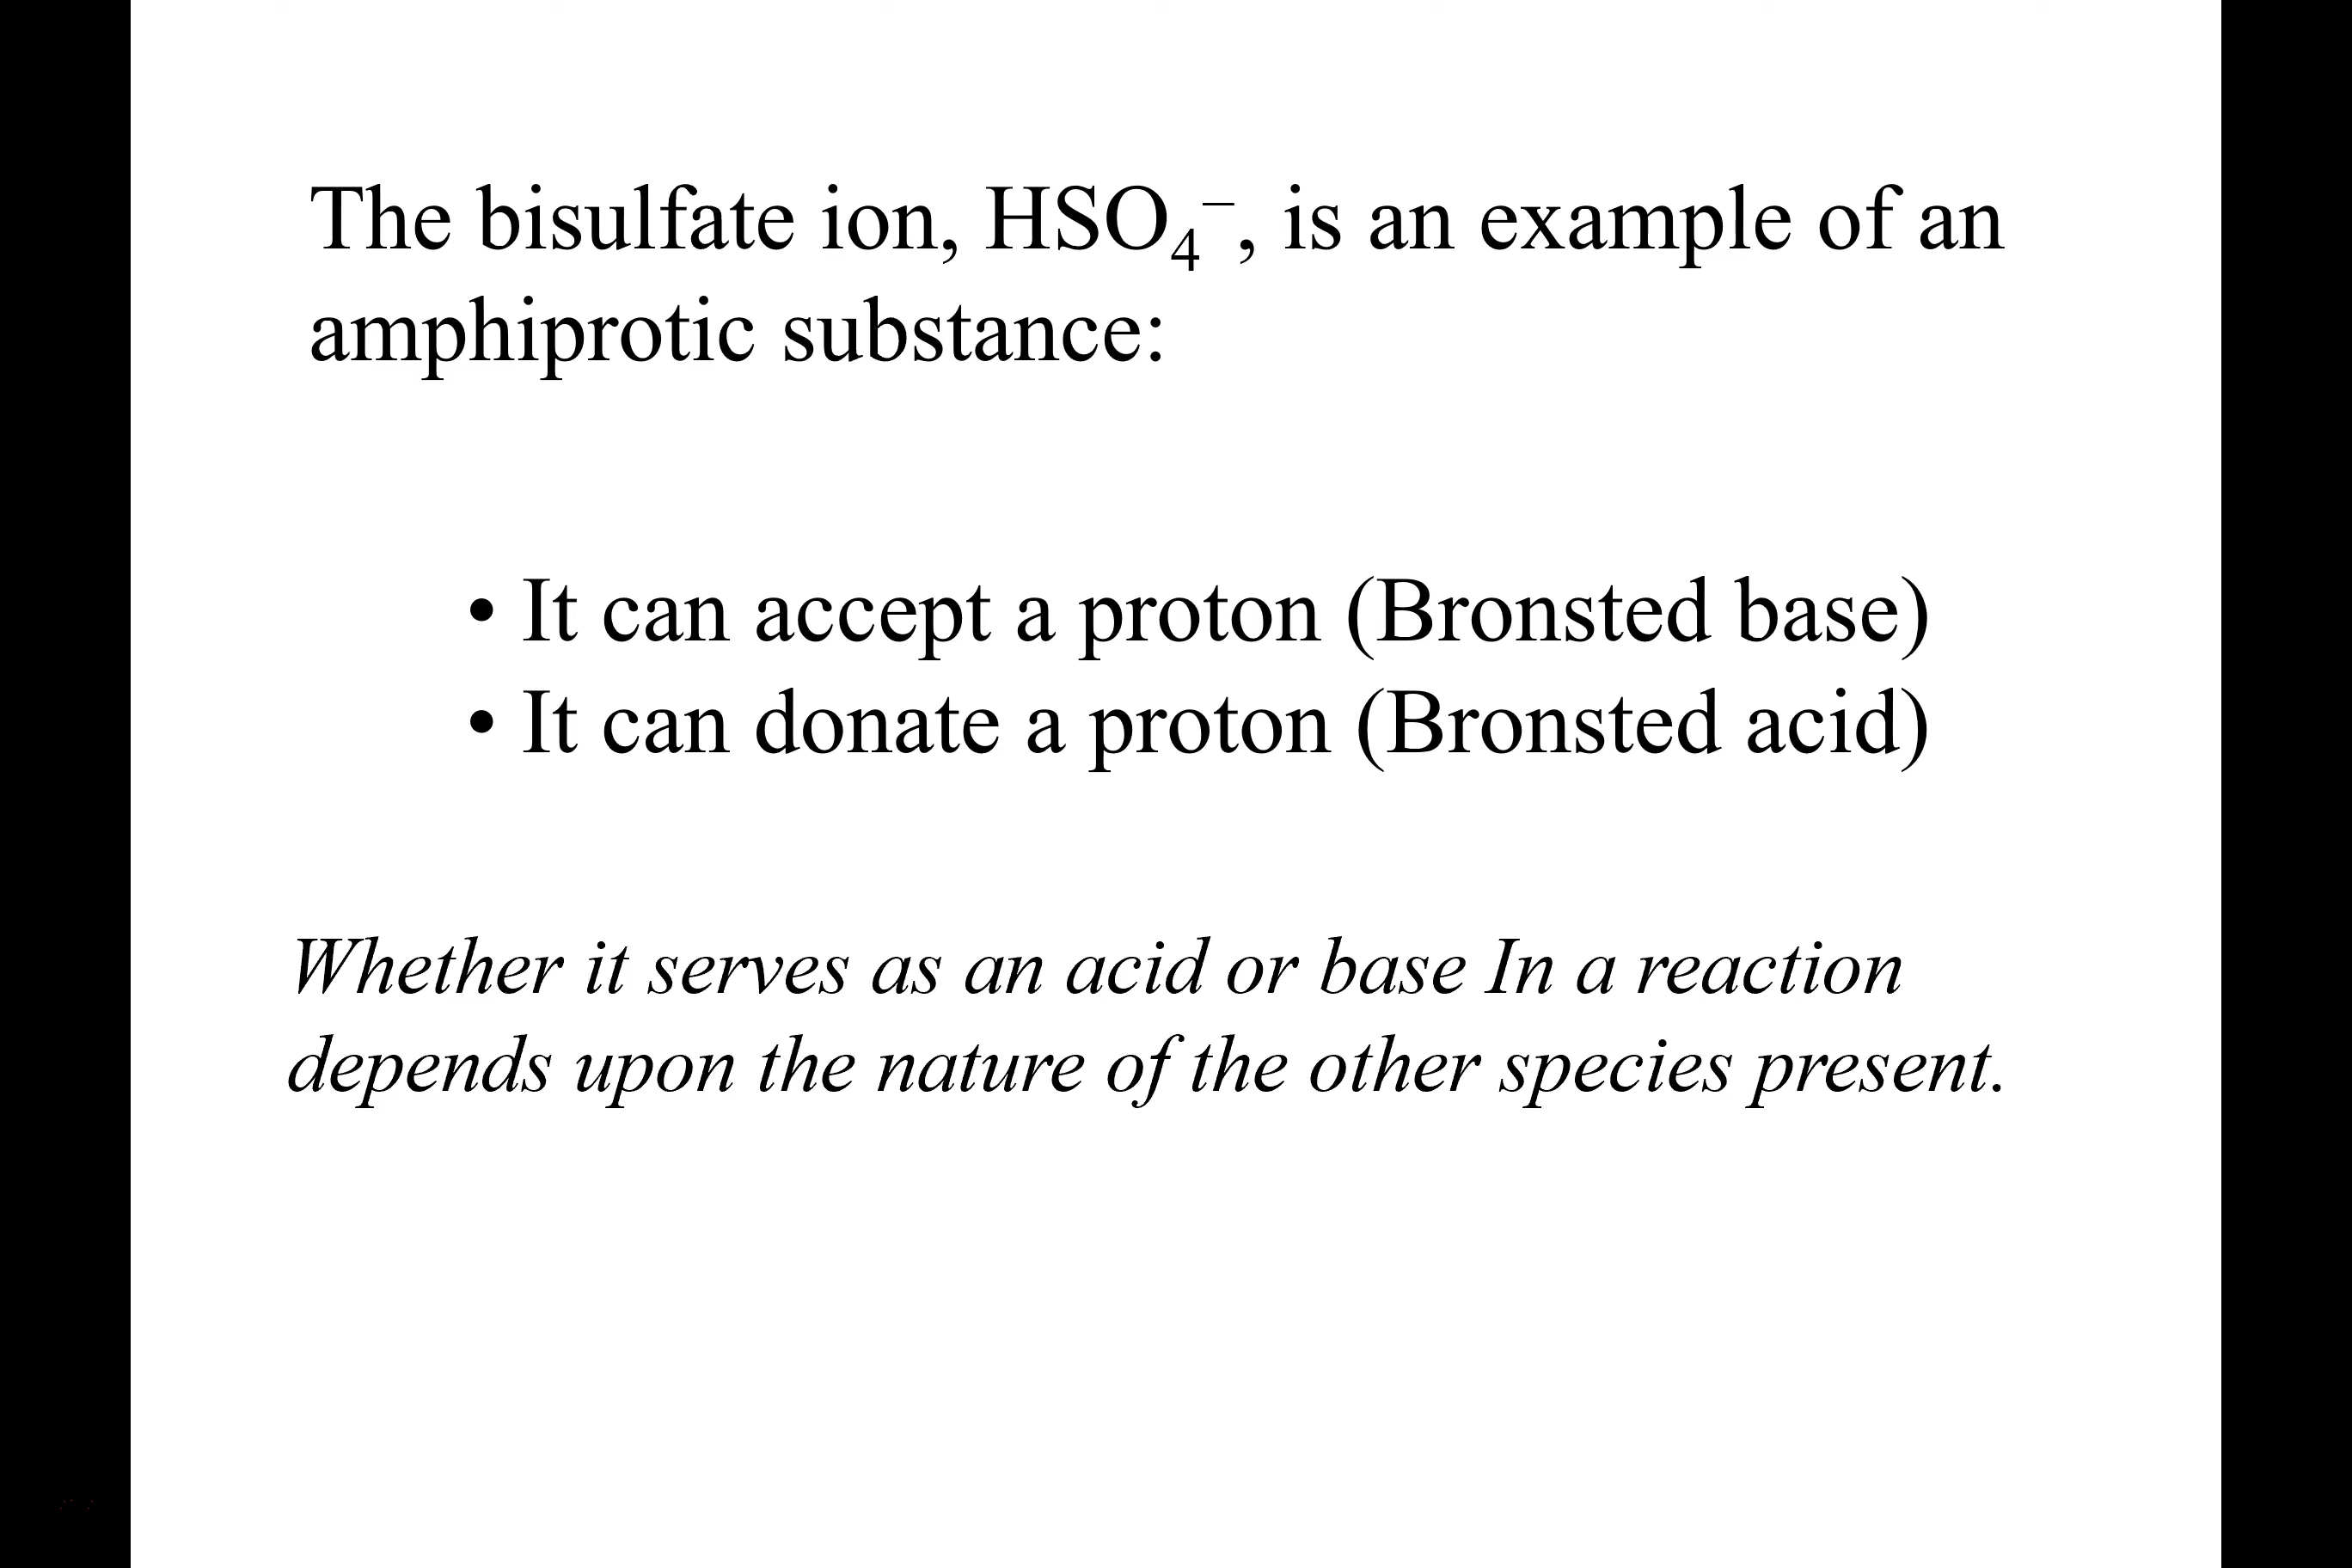 The bisulfate ion, HSO₄⁻, is an example of an
amphiprotic substance:
• It can accept a proton (Bronsted base)
• It can donate a proton (Bronsted acid)
Whether it serves as an acid or base In a reaction
depends upon the nature of the other species present.